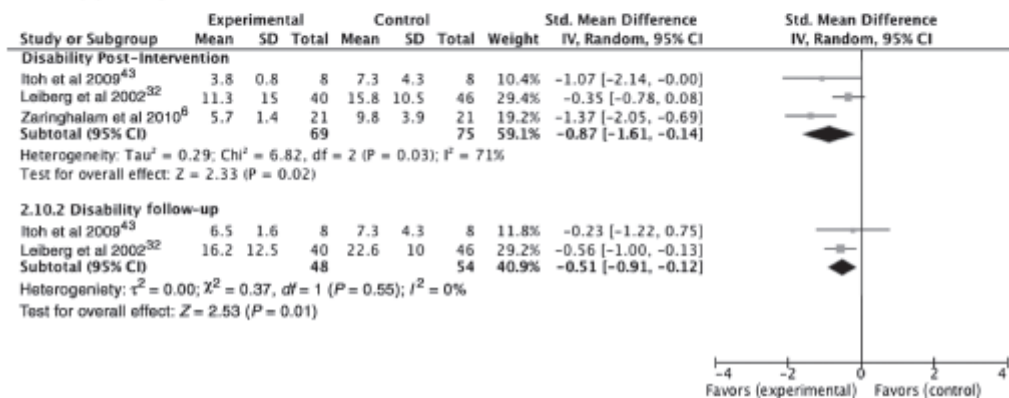 Experimental Control Std. Mean Difference Std. Mean Difference
Study or Subgroup Mean SD Total Mean SD Total Weight IV, Random, 95% CI IV, Random, 95% CI
Disability Post-Intervention
Itoh et al 2009⁴³ 3.8 0.8 8 7.3 4.3 8 10.4% -1.07 [-2.14, -0.00]
Leiberg et al 2002³² 11.3 15 40 15.8 10.5 46 29.4% -0.35 [-0.78, 0.08]
Zaringhalam et al 2010⁶ 5.7 1.4 21 9.8 3.9 21 19.2% -1.37 [-2.05, -0.69]
Subtotal (95% CI) 69 75 59.1% -0.87 [-1.61, -0.14]
Heterogeneity: Tau² = 0.29; Chi² = 6.82, df = 2 (P = 0.03); I² = 71%
Test for overall effect: Z = 2.33 (P = 0.02)
2.10.2 Disability follow-up
Itoh et al 2009⁴³ 6.5 1.6 8 7.3 4.3 8 11.8% -0.23 [-1.22, 0.75]
Leiberg et al 2002³² 16.2 12.5 40 22.6 10 46 29.2% -0.56 [-1.00, -0.13]
Subtotal (95% CI) 48 54 40.9% -0.51 [-0.91, -0.12]
Heterogeniety: τ² = 0.00; χ² = 0.37, df = 1 (P = 0.55); I² = 0%
Test for overall effect: Z = 2.53 (P = 0.01)
-4 -2 0 2 4
Favors (experimental) Favors (control)